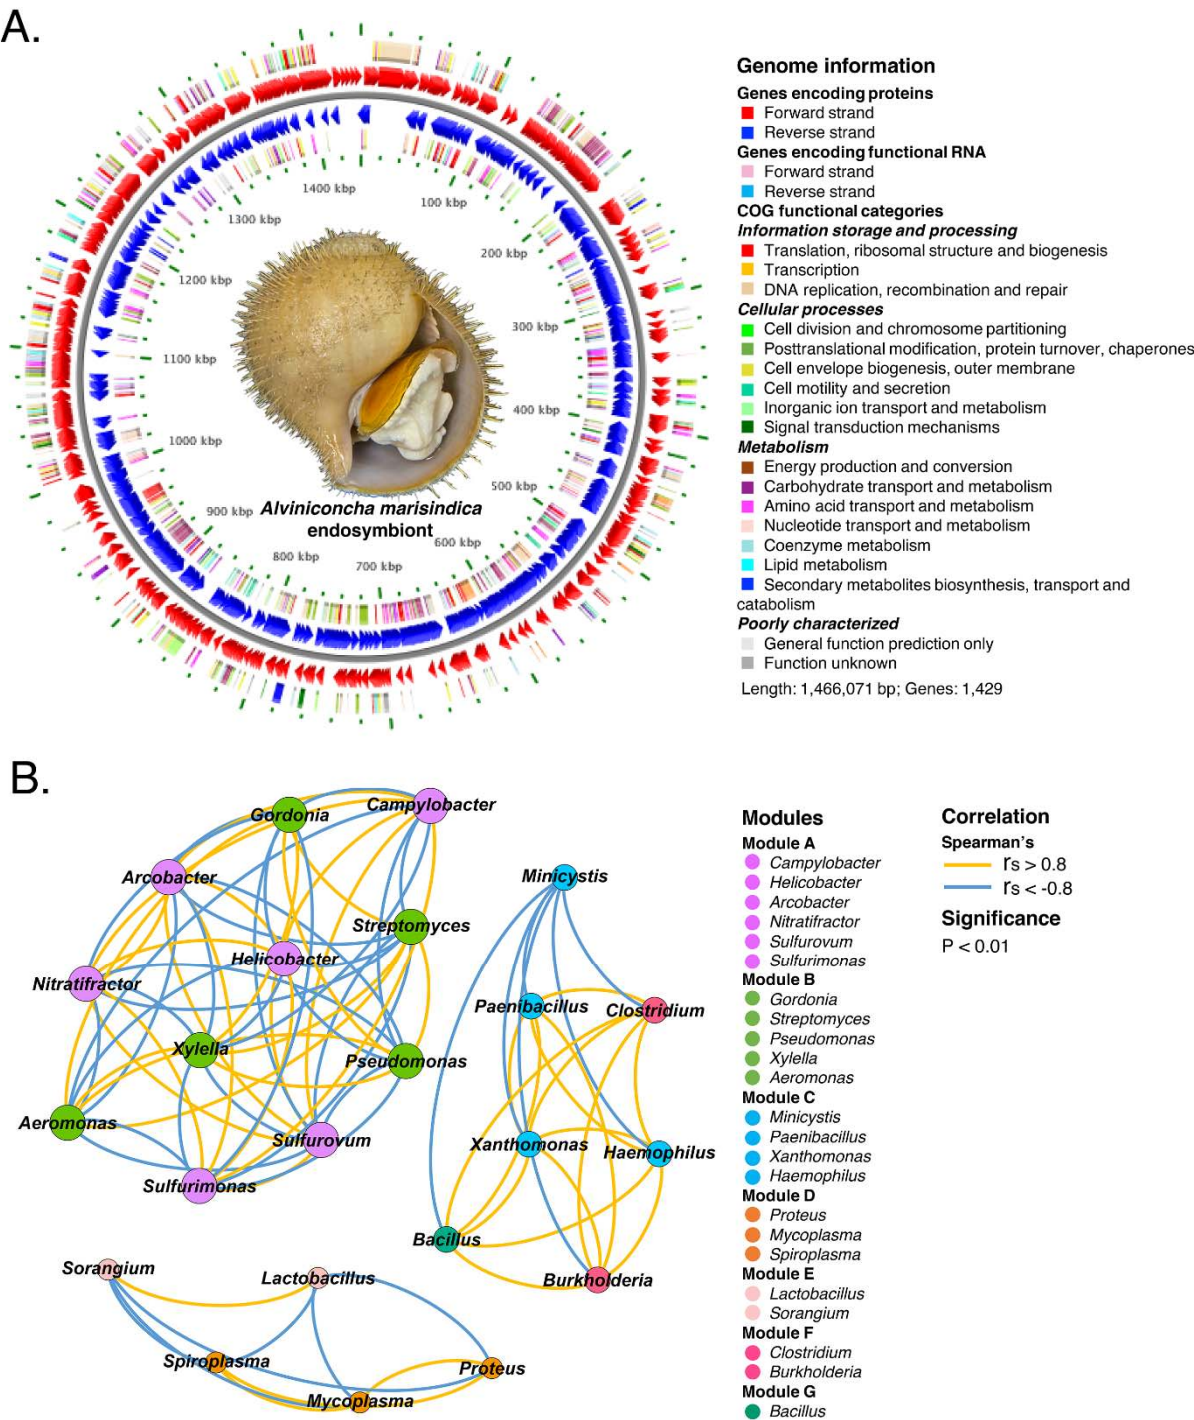 A.
1400 kbp
100 kbp
200 kbp
300 kbp
400 kbp
500 kbp
600 kbp
700 kbp
800 kbp
900 kbp
1000 kbp
1100 kbp
1200 kbp
1300 kbp
Alviniconcha marisindica
endosymbiont
Genome information
Genes encoding proteins
Forward strand
Reverse strand
Genes encoding functional RNA
Forward strand
Reverse strand
COG functional categories
Information storage and processing
Translation, ribosomal structure and biogenesis
Transcription
DNA replication, recombination and repair
Cellular processes
Cell division and chromosome partitioning
Posttranslational modification, protein turnover, chaperones
Cell envelope biogenesis, outer membrane
Cell motility and secretion
Inorganic ion transport and metabolism
Signal transduction mechanisms
Metabolism
Energy production and conversion
Carbohydrate transport and metabolism
Amino acid transport and metabolism
Nucleotide transport and metabolism
Coenzyme metabolism
Lipid metabolism
Secondary metabolites biosynthesis, transport and
catabolism
Poorly characterized
General function prediction only
Function unknown
Length: 1,466,071 bp; Genes: 1,429
B.
Gordonia
Campylobacter
Arcobacter
Streptomyces
Helicobacter
Nitratifractor
Xylella
Pseudomonas
Aeromonas
Sulfurovum
Sulfurimonas
Minicystis
Paenibacillus
Clostridium
Xanthomonas
Haemophilus
Bacillus
Burkholderia
Sorangium
Lactobacillus
Spiroplasma
Proteus
Mycoplasma
Modules
Module A
Campylobacter
Helicobacter
Arcobacter
Nitratifractor
Sulfurovum
Sulfurimonas
Module B
Gordonia
Streptomyces
Pseudomonas
Xylella
Aeromonas
Module C
Minicystis
Paenibacillus
Xanthomonas
Haemophilus
Module D
Proteus
Mycoplasma
Spiroplasma
Module E
Lactobacillus
Sorangium
Module F
Clostridium
Burkholderia
Module G
Bacillus
Correlation
Spearman's
rs > 0.8
rs < -0.8
Significance
P < 0.01